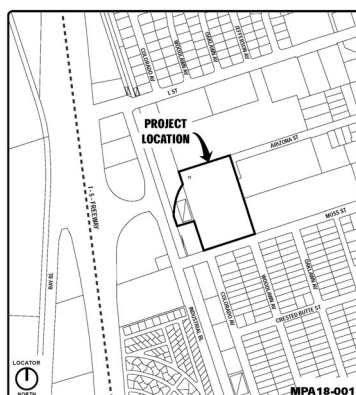 COLORADO AV
WOODLAWN AV
OAKLAWN AV
JEFFERSON AV
L ST
PROJECT
LOCATION
ARIZONA ST
I - 5 - FREEWAY
MOSS ST
BAY BL
INDUSTRIAL BL
COLORADO AV
WOODLAWN AV
OAKLAWN AV
CRESTED BUTTE ST
LOCATOR
NORTH
MPA18-001